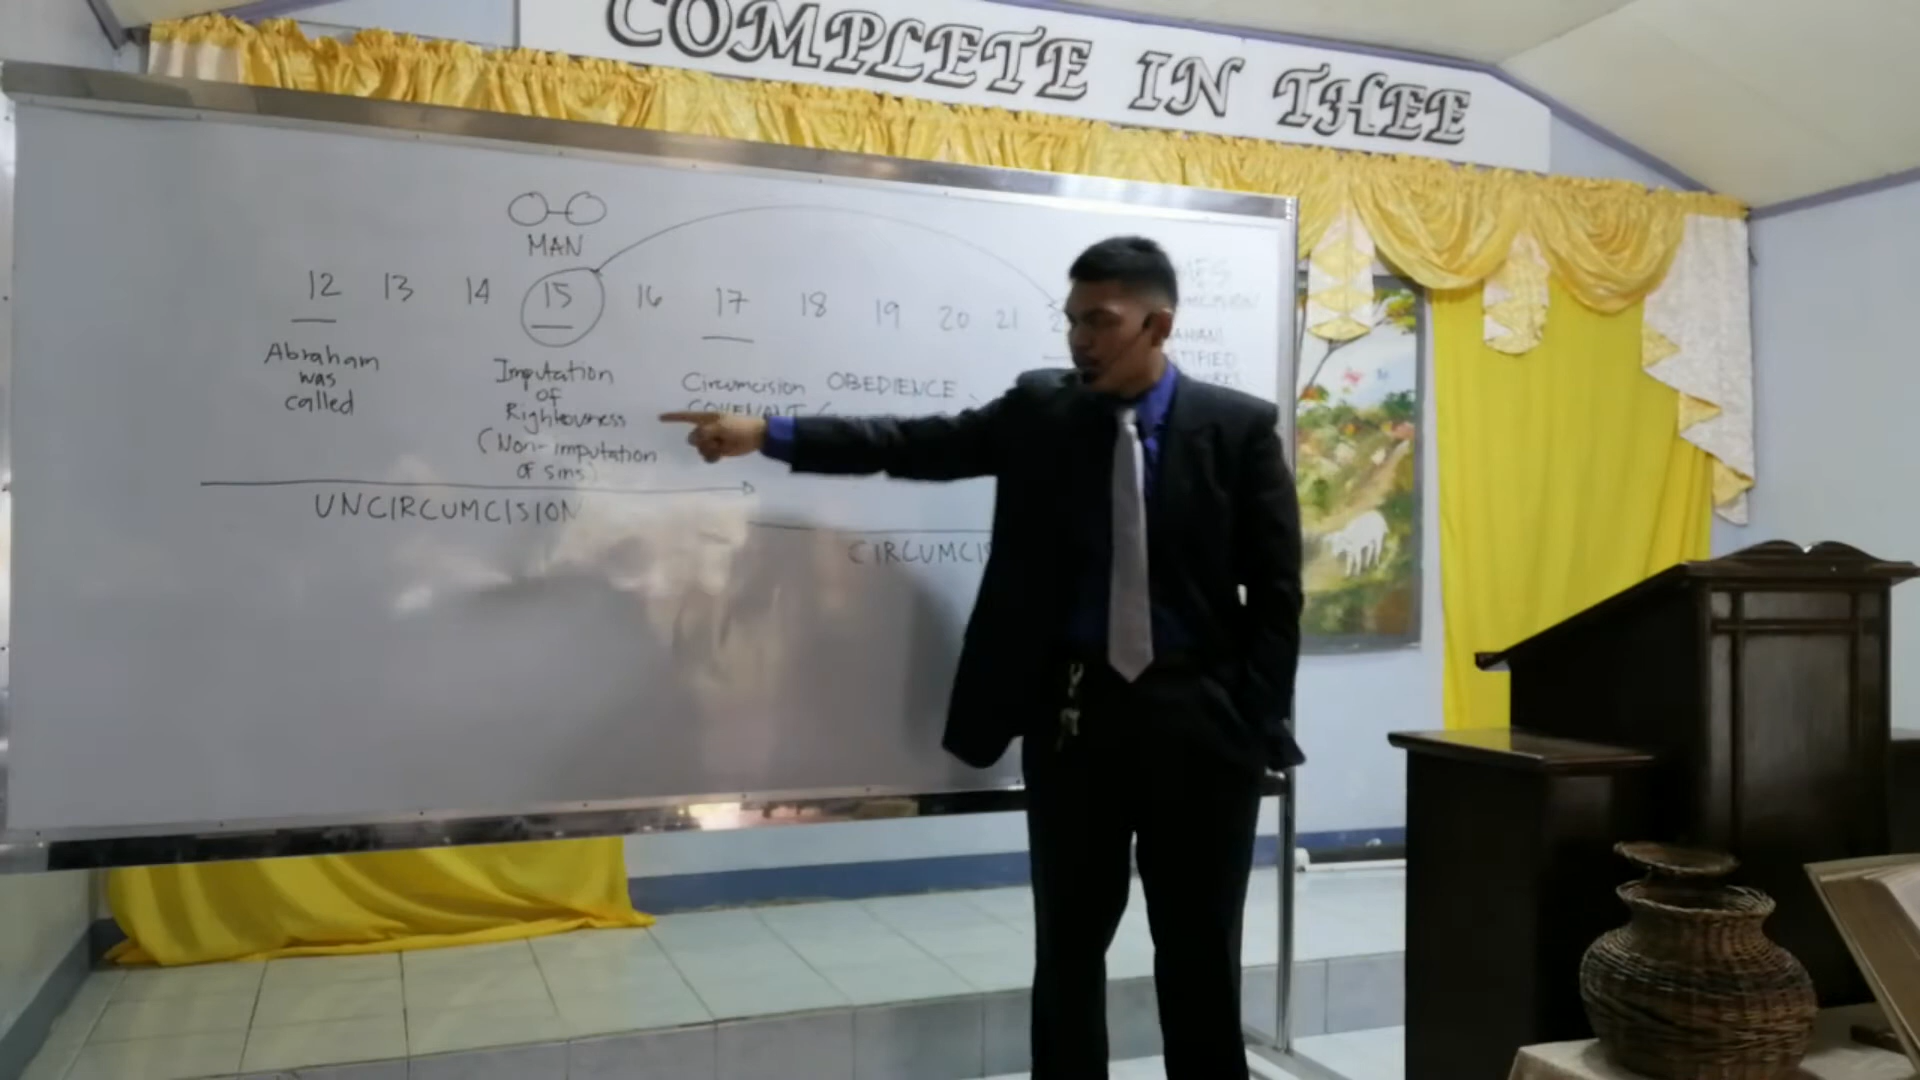 COMPLETE IN THEE
MAN
12 13 14 15 16 17 18 19 20 21
Abraham
was
called
Imputation
of
Righteousness
(Non-imputation
of sins)
Circumcision OBEDIENCE
COVENANT
UNCIRCUMCISION